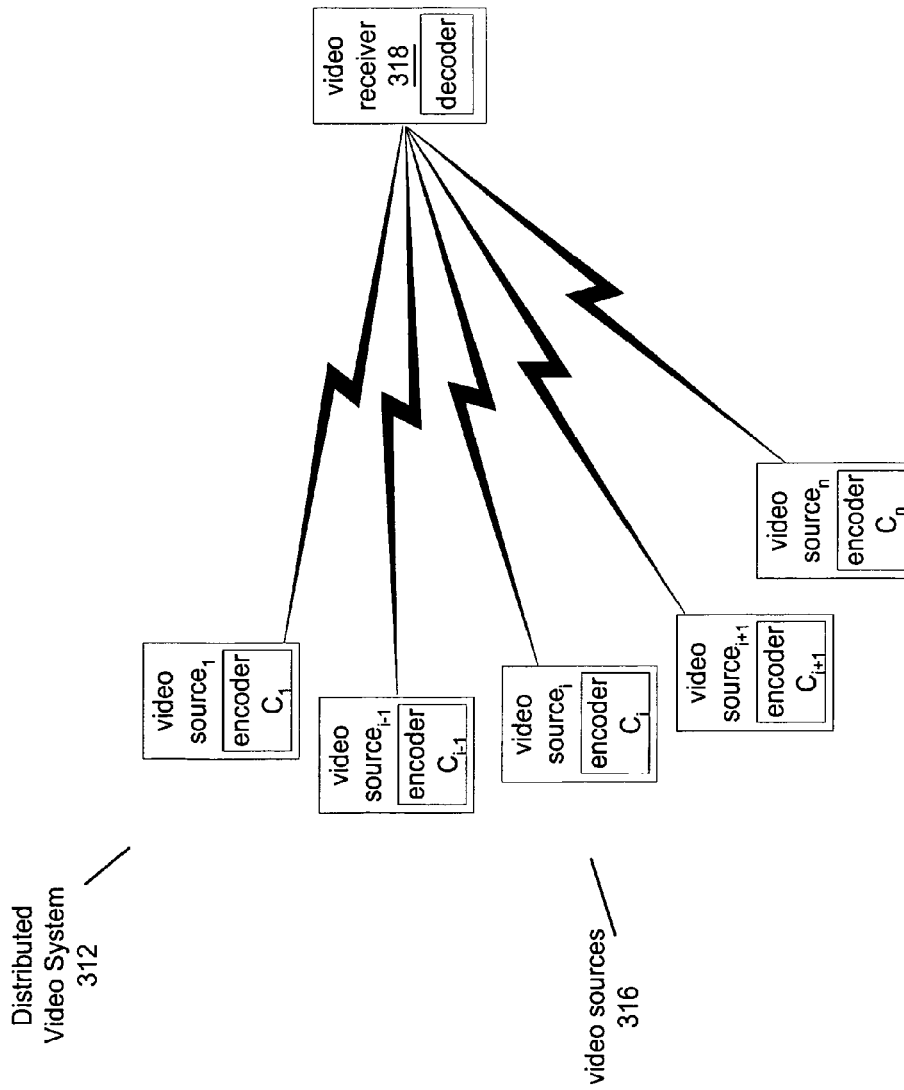 Distributed
Video System
312
video sources
316
video
source₁
encoder
C₁
video
sourceᵢ₋₁
encoder
Cᵢ₋₁
video
sourceᵢ
encoder
Cᵢ
video
sourceᵢ₊₁
encoder
Cᵢ₊₁
video
sourceₙ
encoder
Cₙ
video
receiver
318
decoder